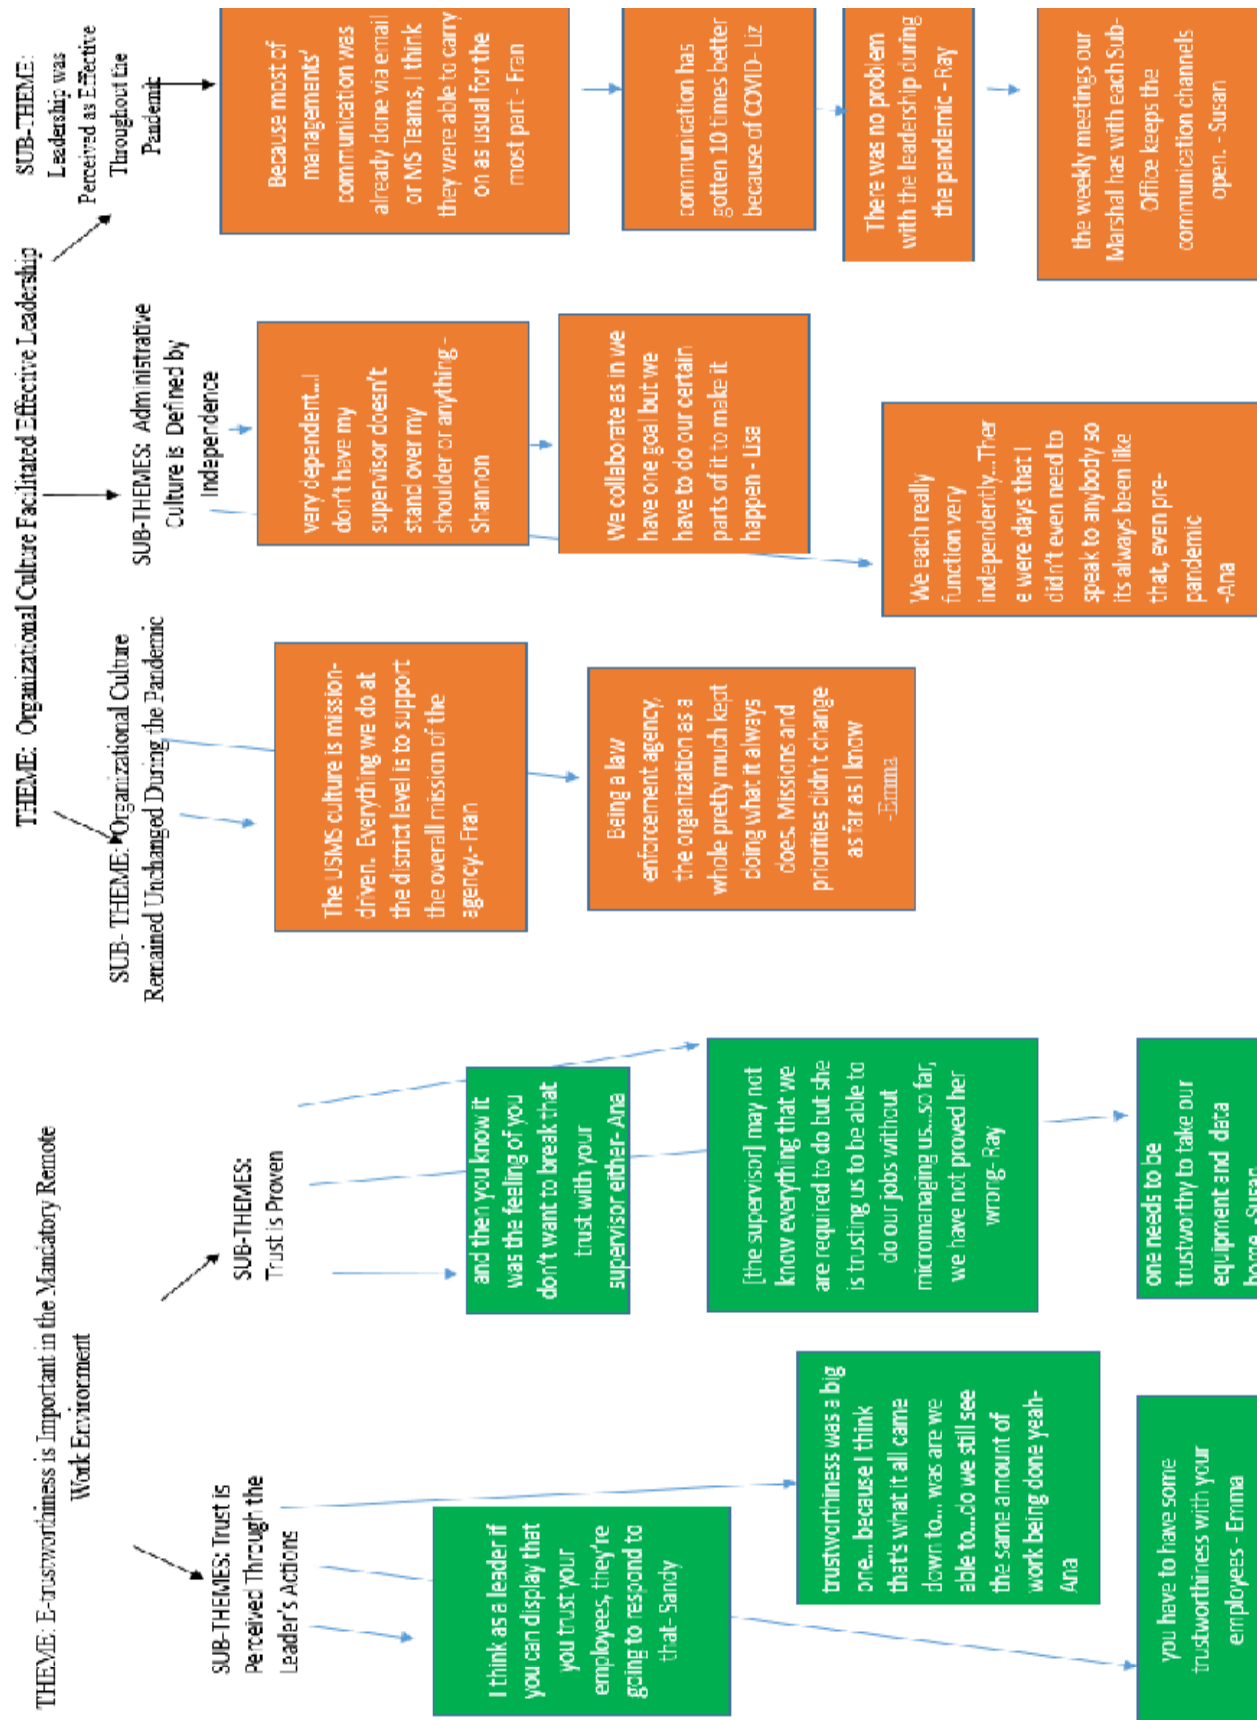 THEME: E-trustworthiness is Important in the Mandatory Remote
Work Environment
SUB-THEMES: Trust is
Perceived Through the
Leader's Actions
I think as a leader if
you can display that
you trust your
employees, they're
going to respond to
that- Sandy
trustworthiness was a big
one... because I think
that's what it all came
down to... was are we
able to...do we still see
the same amount of
work being done yeah-
Ana
you have to have some
trustworthiness with your
employees - Emma
SUB-THEMES:
Trust is Proven
and then you know it
was the feeling of you
don't want to break that
trust with your
supervisor either- Ana
[the supervisor] may not
know everything that we
are required to do but she
is trusting us to be able to
do our jobs without
micromanaging us...so far,
we have not proved her
wrong- Ray
one needs to be
trustworthy to take our
equipment and data
home - Susan
THEME: Organizational Culture Facilitated Effective Leadership
SUB- THEME: Organizational Culture
Remained Unchanged During the Pandemic
The USMS culture is mission-
driven. Everything we do at
the district level is to support
the overall mission of the
agency.- Fran
Being a law
enforcement agency,
the organization as a
whole pretty much kept
doing what it always
does. Missions and
priorities didn't change
as far as I know
-Emma
SUB-THEMES: Administrative
Culture is Defined by
Independence
very dependent...I
don't have my
supervisor doesn't
stand over my
shoulder or anything -
Shannon
We collaborate as in we
have one goal but we
have to do our certain
parts of it to make it
happen - Lisa
We each really
function very
independently...Ther
e were days that I
didn't even need to
speak to anybody so
its always been like
that, even pre-
pandemic
-Ana
SUB-THEME:
Leadership was
Perceived as Effective
Throughout the
Pandemic
Because most of
managements'
communication was
already done via email
or MS Teams, I think
they were able to carry
on as usual for the
most part - Fran
communication has
gotten 10 times better
because of COVID- Liz
There was no problem
with the leadership during
the pandemic - Ray
the weekly meetings our
Marshal has with each Sub-
Office keeps the
communication channels
open. - Susan